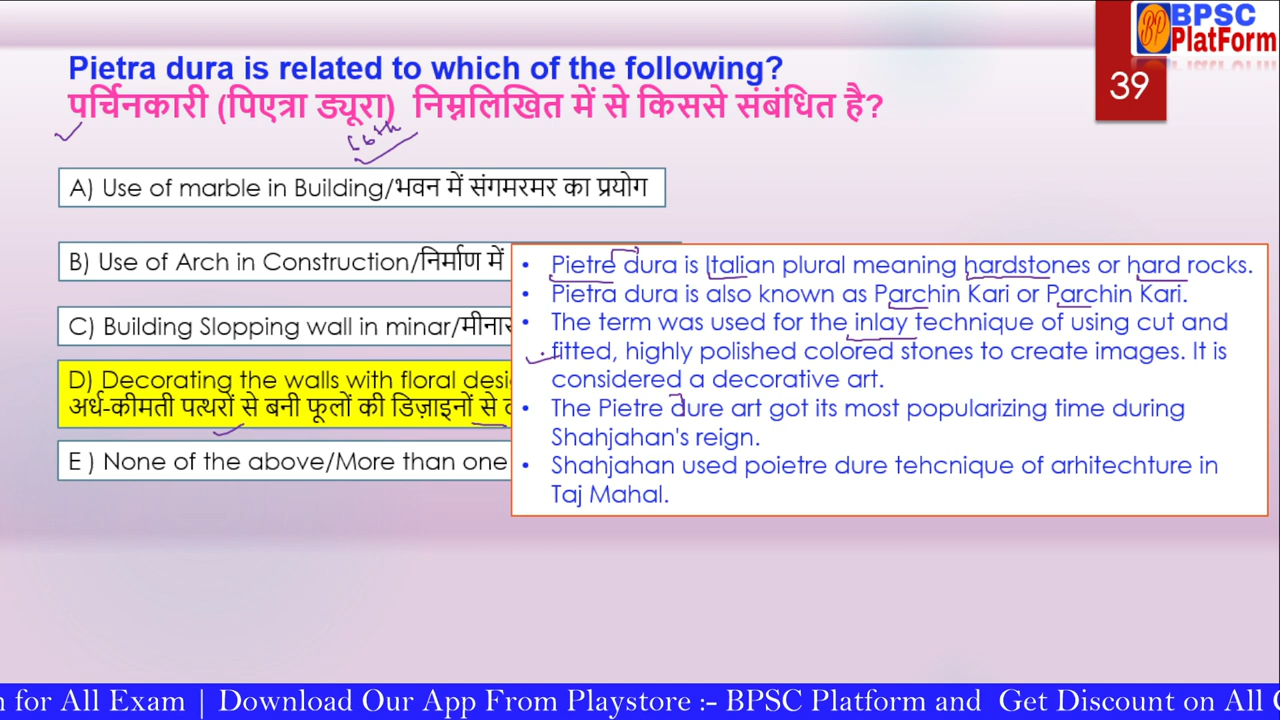 BPSC
PlatForm
39
Pietra dura is related to which of the following?
पर्चिनकारी (पिएत्रा ड्यूरा) निम्नलिखित में से किससे संबंधित है?
16th
A) Use of marble in Building/भवन में संगमरमर का प्रयोग
B) Use of Arch in Construction/निर्माण में
C) Building Slopping wall in minar/मीनार
D) Decorating the walls with floral desi
अर्ध-कीमती पत्थरों से बनी फूलों की डिज़ाइनों से
E ) None of the above/More than one
• Pietre dura is Italian plural meaning hardstones or hard rocks.
• Pietra dura is also known as Parchin Kari or Parchin Kari.
• The term was used for the inlay technique of using cut and
fitted, highly polished colored stones to create images. It is
considered a decorative art.
• The Pietre dure art got its most popularizing time during
Shahjahan's reign.
• Shahjahan used poietre dure tehcnique of arhitechture in
Taj Mahal.
n for All Exam | Download Our App From Playstore :- BPSC Platform and Get Discount on All